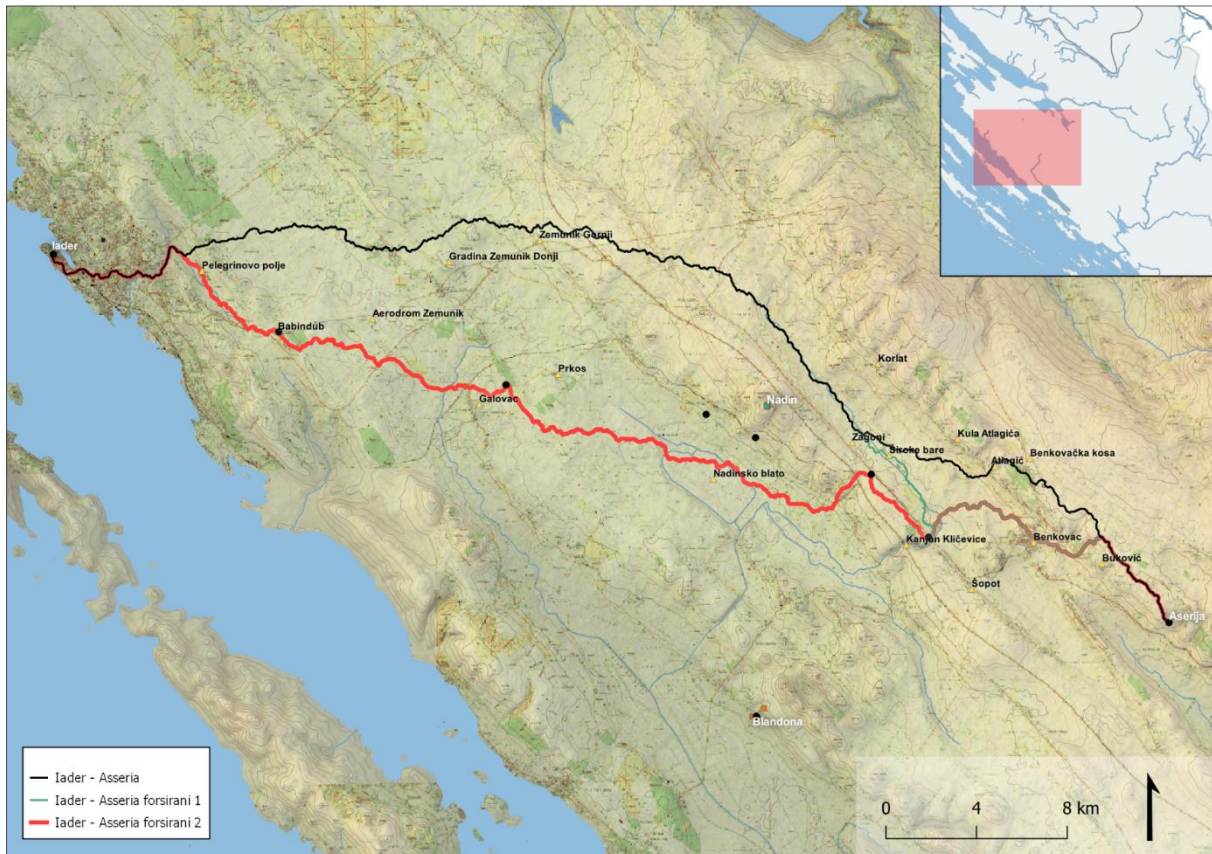 Iader
Pelegrinovo polje
Zemunik Gornji
Gradina Zemunik Donji
Babindub
Aerodrom Zemunik
Prkos
Korlat
Galovac
Nadin
Zagoni
Široke bare
Kula Atlagića
Atlagić
Benkovačka kosa
Nadinsko blato
Kanjon Kličevice
Benkovac
Buković
Šopot
Aserija
Blandona
Iader - Asseria
Iader - Asseria forsirani 1
Iader - Asseria forsirani 2
0 4 8 km